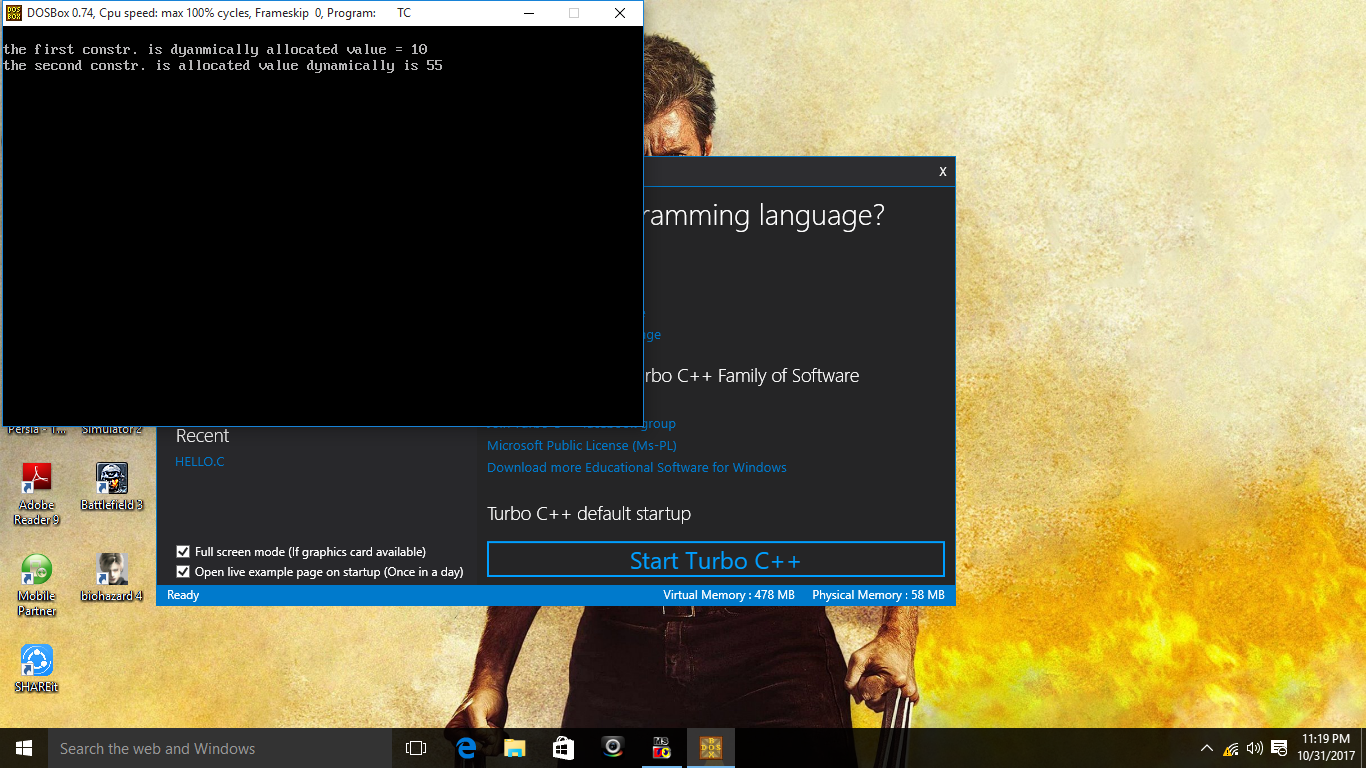 DOSBox 0.74, Cpu speed: max 100% cycles, Frameskip 0, Program: TC
the first constr. is dyanmically allocated value = 10
the second constr. is allocated value dynamically is 55
X
ramming language?
rbo C++ Family of Software
group
Microsoft Public License (Ms-PL)
Download more Educational Software for Windows
Turbo C++ default startup
Start Turbo C++
Recent
HELLO.C
Full screen mode (If graphics card available)
Open live example page on startup (Once in a day)
Ready
Virtual Memory : 478 MB
Physical Memory : 58 MB
Persia - T...
Simulator 2
Adobe
Reader 9
Battlefield 3
Mobile
Partner
biohazard 4
SHAREit
Search the web and Windows
11:19 PM
10/31/2017